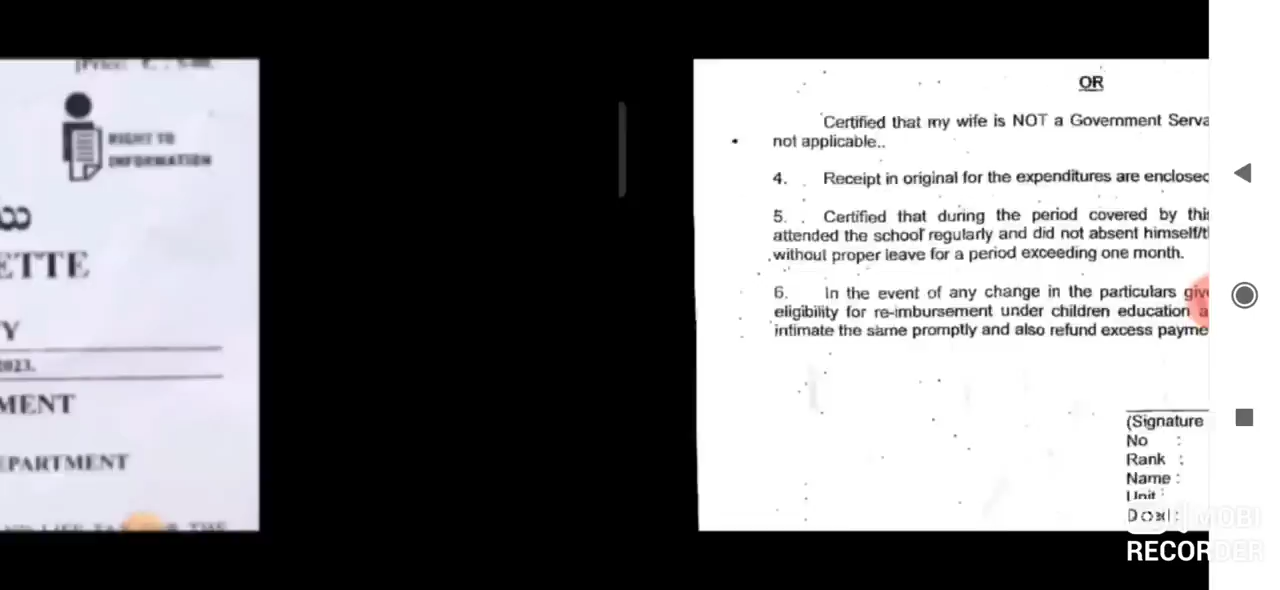 [Price: ₹.
RIGHT TO
INFORMATION
ETTE
Y
2023.
MENT
EPARTMENT
OR
Certified that my wife is NOT a Government Serva
not applicable..
4. Receipt in original for the expenditures are enclosed
5. Certified that during the period covered by this
attended the school regularly and did not absent himself/t
without proper leave for a period exceeding one month.
6. In the event of any change in the particulars giv
eligibility for re-imbursement under children education a
intimate the same promptly and also refund excess payme
(Signature
No :
Rank :
Name :
Unit :
MOBI
RECORDER